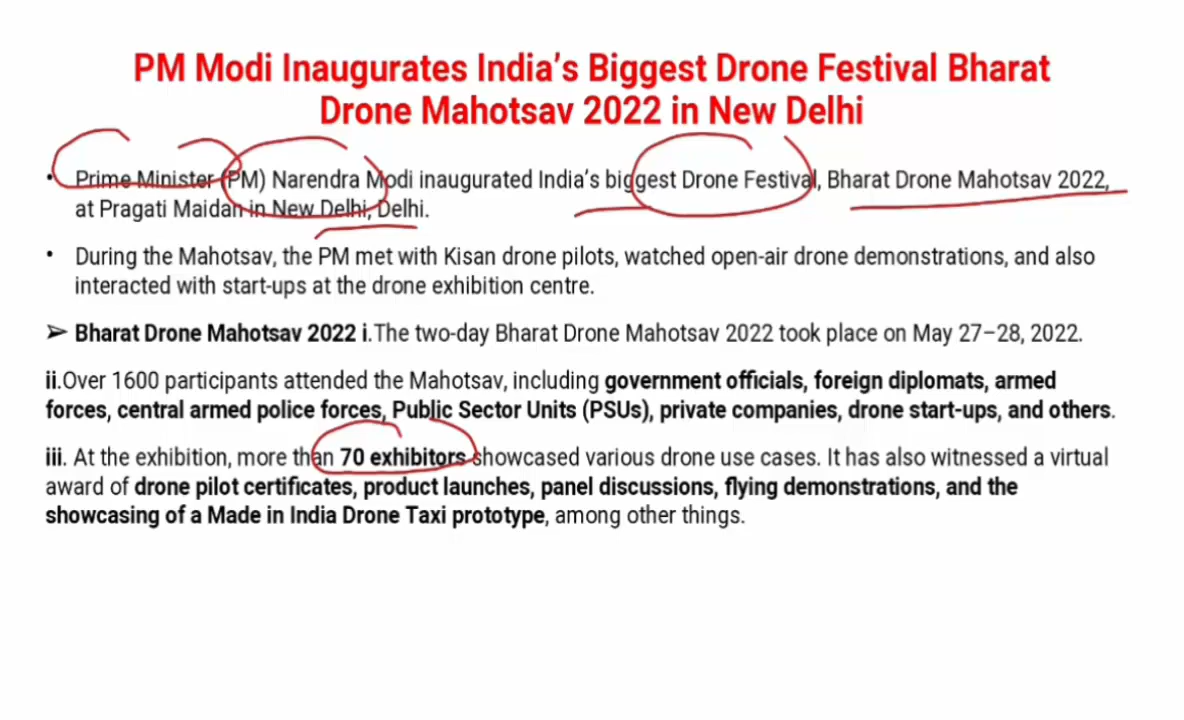 PM Modi Inaugurates India's Biggest Drone Festival Bharat
Drone Mahotsav 2022 in New Delhi
• Prime Minister (PM) Narendra Modi inaugurated India's biggest Drone Festival, Bharat Drone Mahotsav 2022,
at Pragati Maidan in New Delhi, Delhi.
• During the Mahotsav, the PM met with Kisan drone pilots, watched open-air drone demonstrations, and also
interacted with start-ups at the drone exhibition centre.
➢ Bharat Drone Mahotsav 2022 i.The two-day Bharat Drone Mahotsav 2022 took place on May 27–28, 2022.
ii.Over 1600 participants attended the Mahotsav, including government officials, foreign diplomats, armed
forces, central armed police forces, Public Sector Units (PSUs), private companies, drone start-ups, and others.
iii. At the exhibition, more than 70 exhibitors showcased various drone use cases. It has also witnessed a virtual
award of drone pilot certificates, product launches, panel discussions, flying demonstrations, and the
showcasing of a Made in India Drone Taxi prototype, among other things.